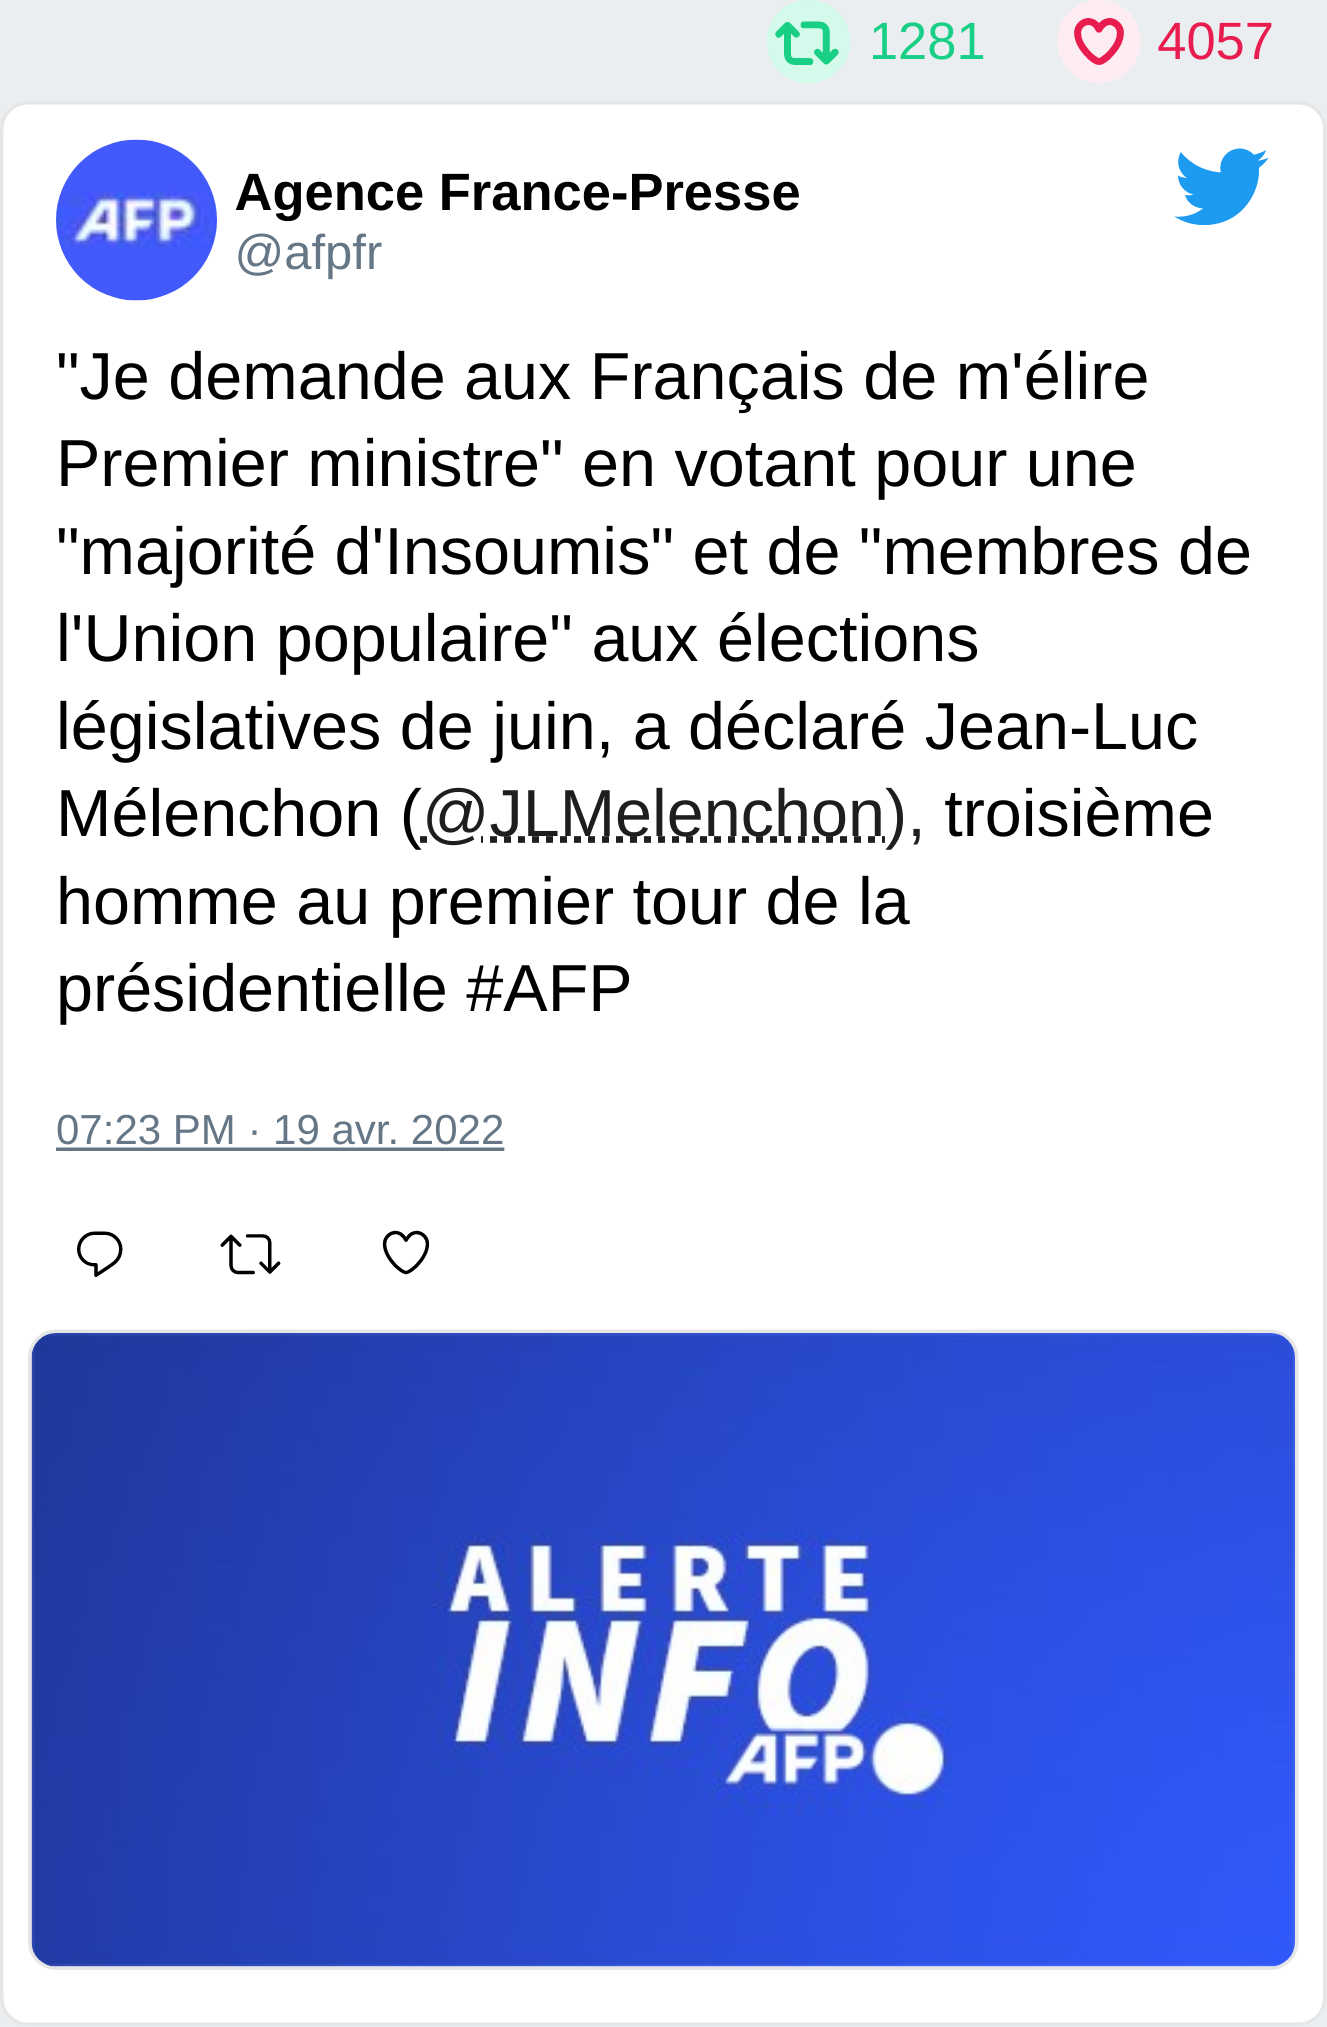 1281 4057
AFP
Agence France-Presse
@afpfr
"Je demande aux Français de m'élire
Premier ministre" en votant pour une
"majorité d'Insoumis" et de "membres de
l'Union populaire" aux élections
législatives de juin, a déclaré Jean-Luc
Mélenchon (@JLMelenchon), troisième
homme au premier tour de la
présidentielle #AFP
07:23 PM · 19 avr. 2022
ALERTE
INFO
AFP